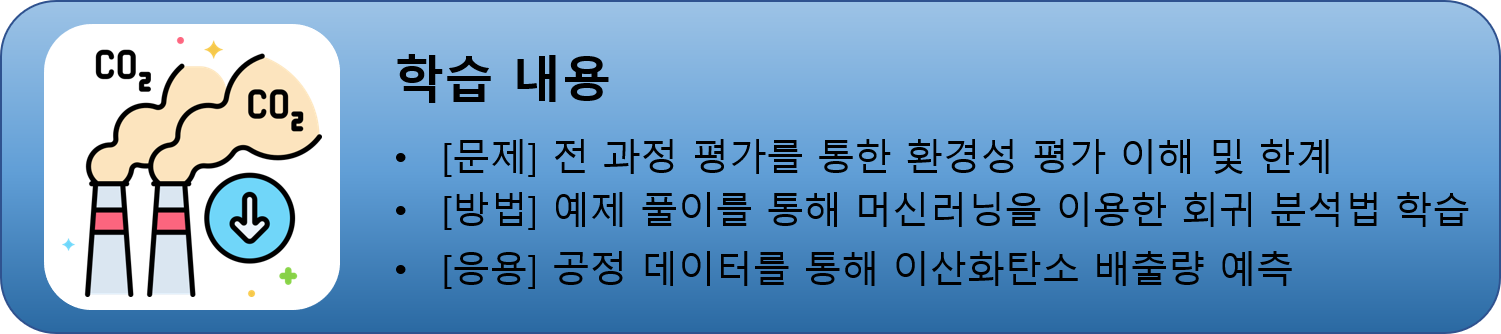 CO2
CO2
학습 내용
• [문제] 전 과정 평가를 통한 환경성 평가 이해 및 한계
• [방법] 예제 풀이를 통해 머신러닝을 이용한 회귀 분석법 학습
• [응용] 공정 데이터를 통해 이산화탄소 배출량 예측